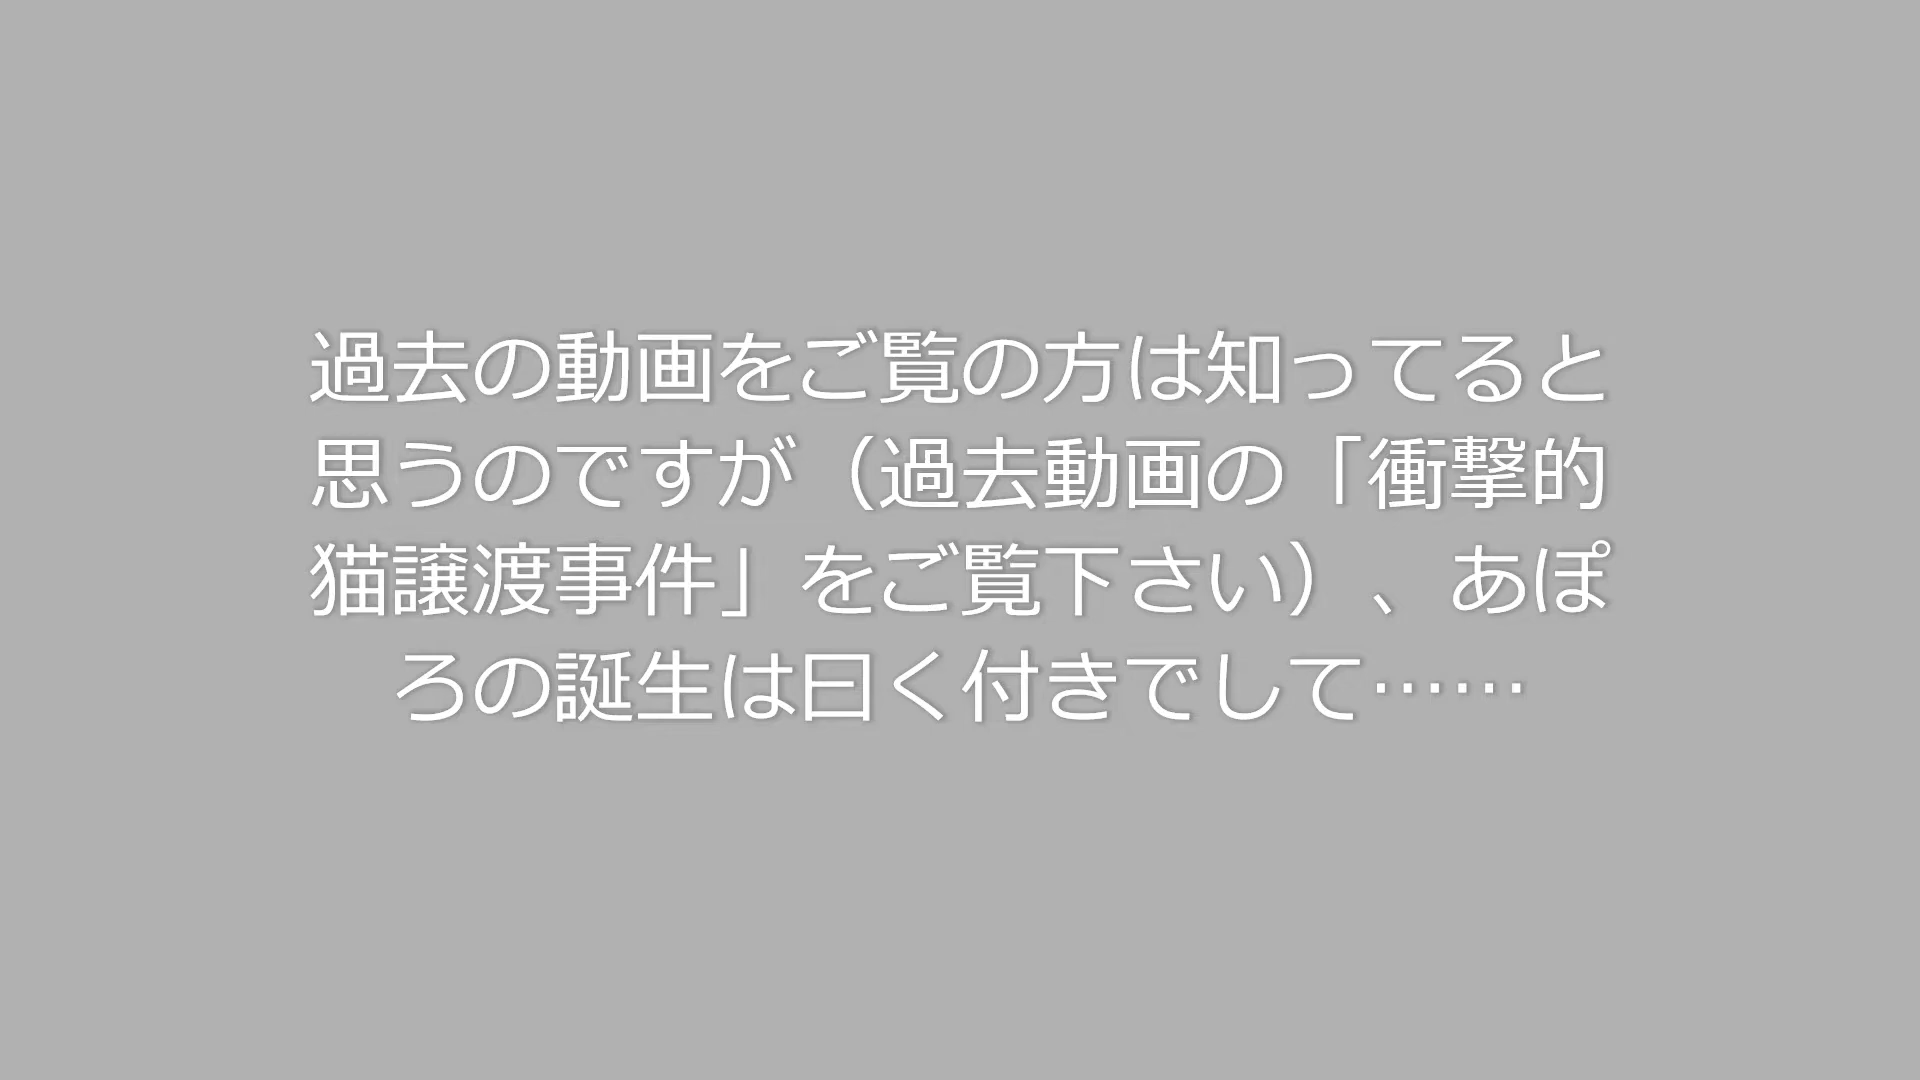 過去の動画をご覧の方は知ってると
思うのですが（過去動画の「衝撃的
猫譲渡事件」をご覧下さい）、あぽ
ろの誕生は曰く付きでして……